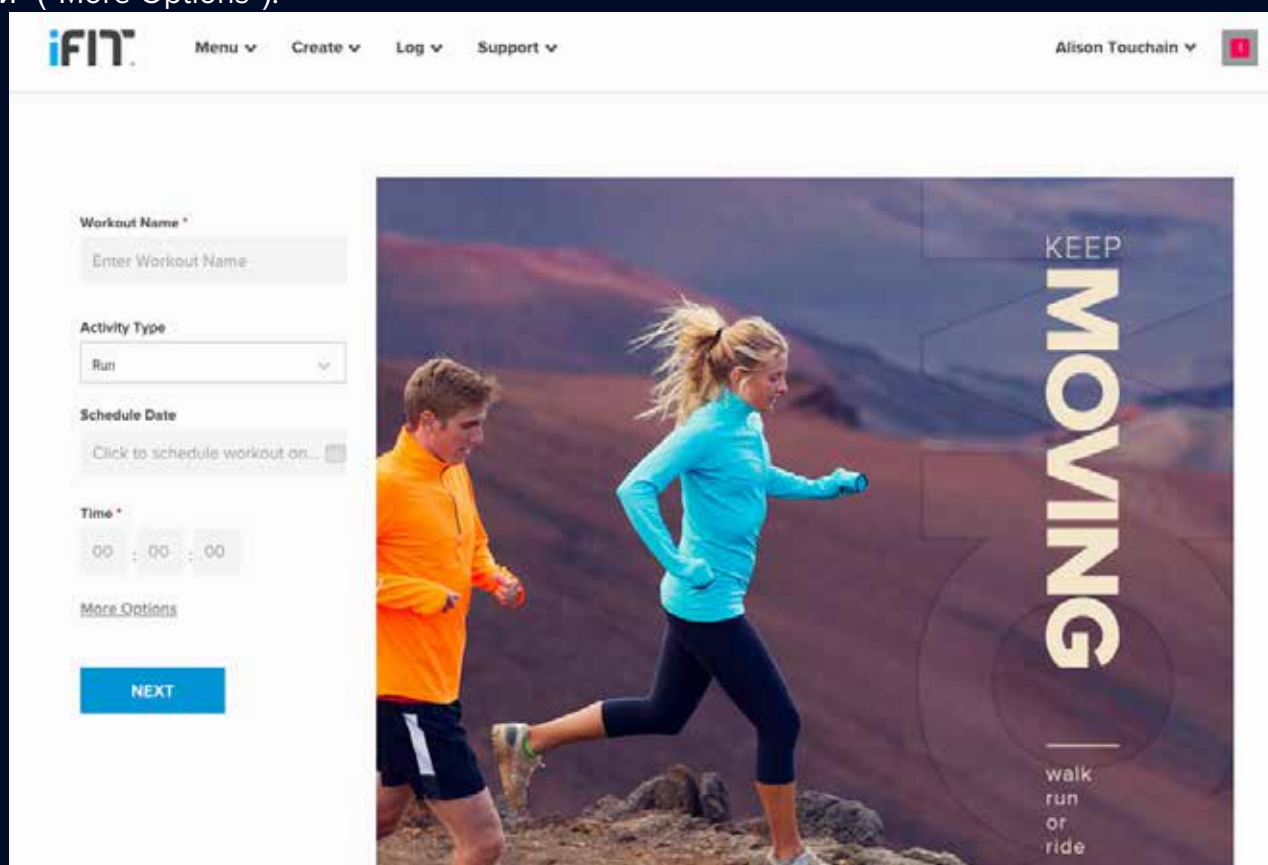 ("More Options").
iFIT.
Menu
Create
Log
Support
Alison Touchain
!
Workout Name *
Enter Workout Name
Activity Type
Run
Schedule Date
Click to schedule workout on...
Time *
00 : 00 : 00
More Options
NEXT
KEEP
MOVING
walk
run
or
ride